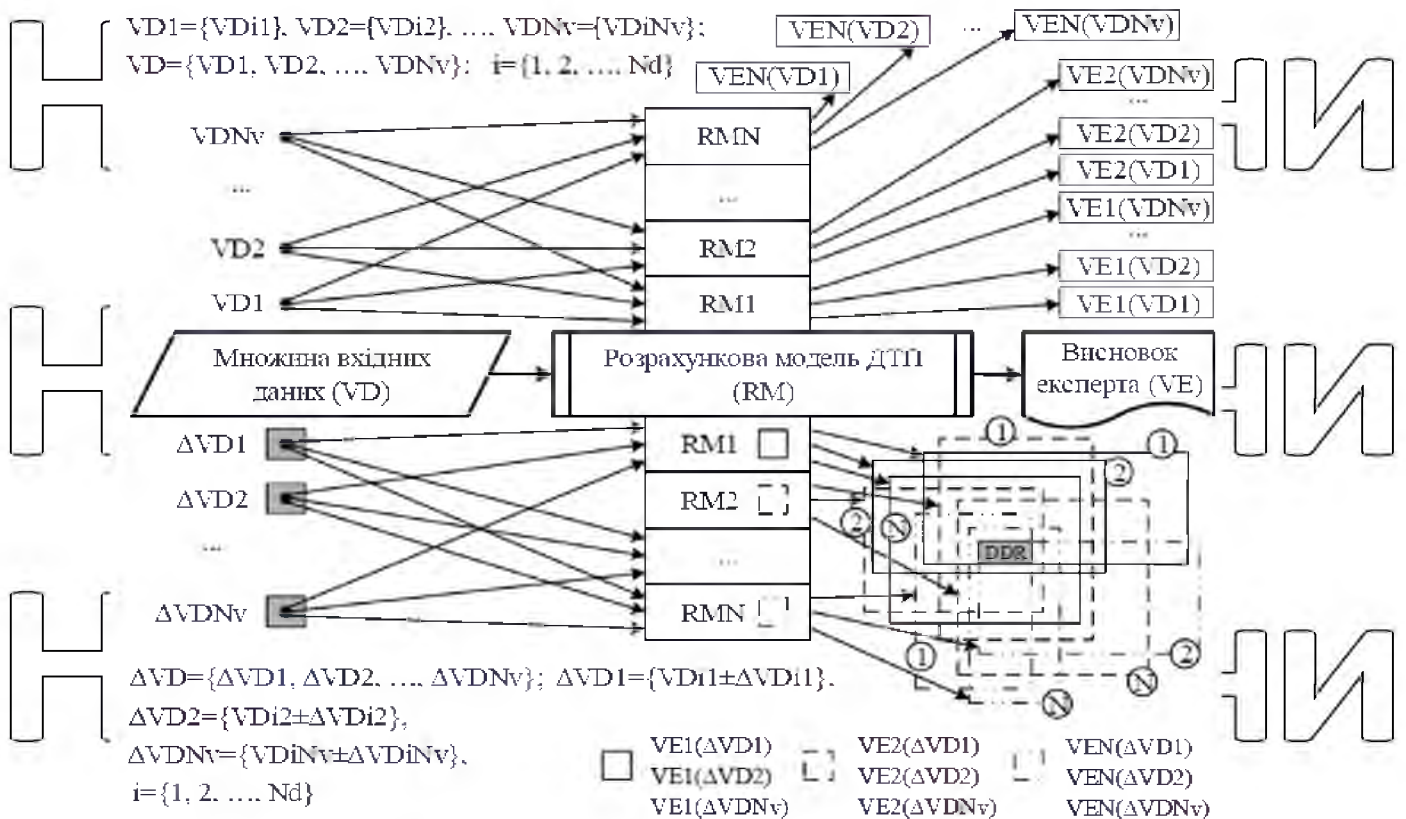 VD1={VDi1}, VD2={VDi2}, …, VDNv={VDiNv};
VD={VD1, VD2, …, VDNv}; i={1, 2, …, Nd}
VEN(VD1)
VEN(VD2)
...
VEN(VDNv)
VDNv
...
VD2
VD1
RMN
...
RM2
RM1
VE2(VDNv)
...
VE2(VD2)
VE2(VD1)
VE1(VDNv)
...
VE1(VD2)
VE1(VD1)
Множина вхідних
даних (VD)
Розрахункова модель ДТП
(RM)
Висновок
експерта (VE)
ΔVD1
ΔVD2
...
ΔVDNv
RM1
RM2
...
RMN
1
1
2
2
N
DDR
1
2
N
N
ΔVD={ΔVD1, ΔVD2, …, ΔVDNv}; ΔVD1={VDi1±ΔVDi1},
ΔVD2={VDi2±ΔVDi2},
ΔVDNv={VDiNv±ΔVDiNv},
i={1, 2, …, Nd}
VE1(ΔVD1)
VE1(ΔVD2)
VE1(ΔVDNv)
VE2(ΔVD1)
VE2(ΔVD2)
VE2(ΔVDNv)
VEN(ΔVD1)
VEN(ΔVD2)
VEN(ΔVDNv)
Н
Н
Н
И
И
И